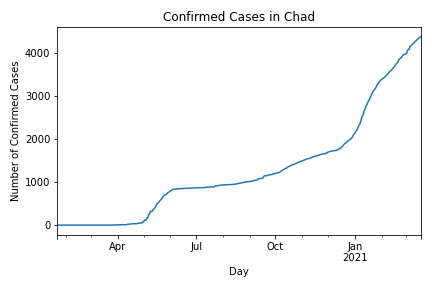 Confirmed Cases in Chad
Number of Confirmed Cases
4000
3000
2000
1000
0
Apr Jul Oct Jan
2021
Day